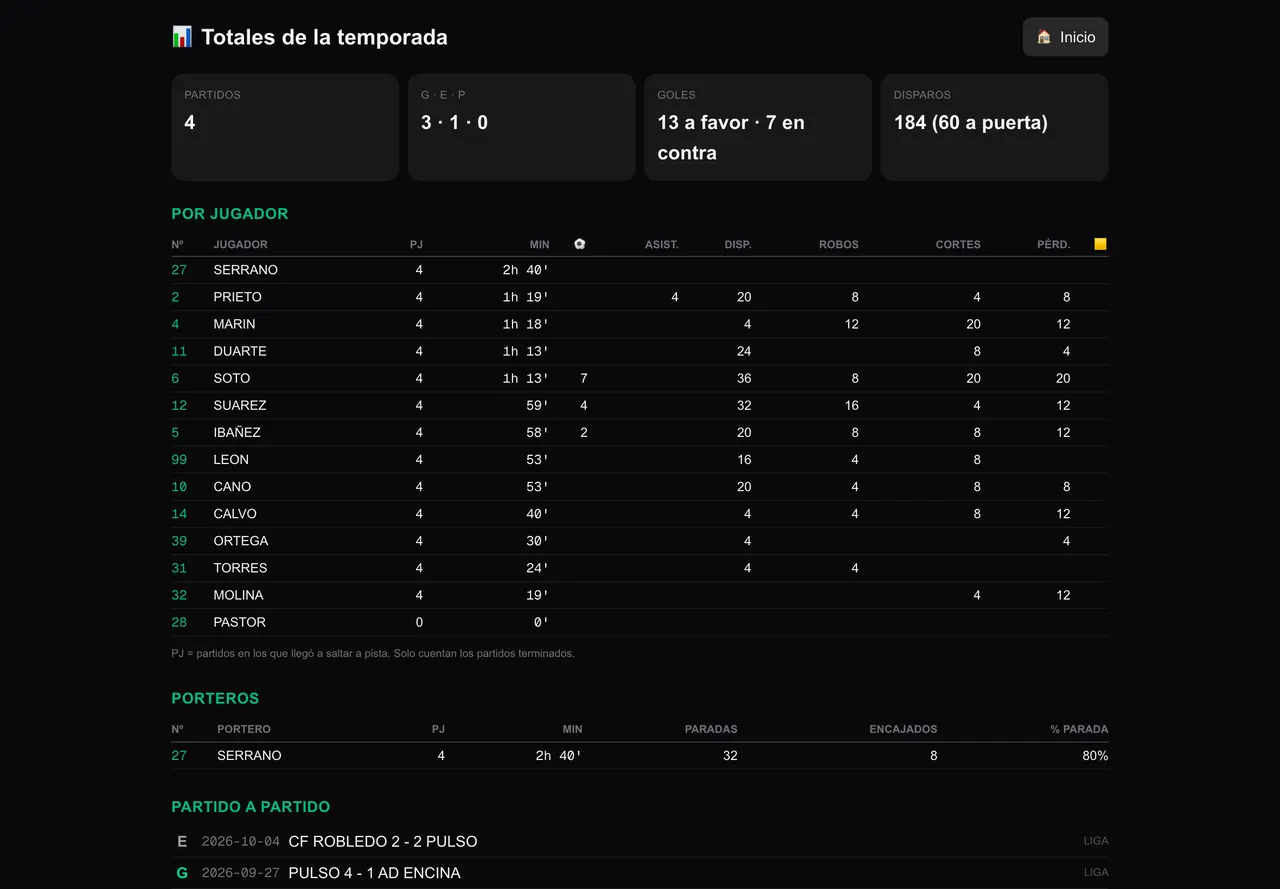 📊 Totales de la temporada
🏠 Inicio
PARTIDOS
4
G · E · P
3 · 1 · 0
GOLES
13 a favor · 7 en
contra
DISPAROS
184 (60 a puerta)
POR JUGADOR
Nº JUGADOR PJ MIN ⚽ ASIST. DISP. ROBOS CORTES PÉRD. 🟨
27 SERRANO 4 2h 40'
2 PRIETO 4 1h 19' 4 20 8 4 8
4 MARIN 4 1h 18' 4 12 20 12
11 DUARTE 4 1h 13' 24 8 4
6 SOTO 4 1h 13' 7 36 8 20 20
12 SUAREZ 4 59' 4 32 16 4 12
5 IBAÑEZ 4 58' 2 20 8 8 12
99 LEON 4 53' 16 4 8
10 CANO 4 53' 20 4 8 8
14 CALVO 4 40' 4 4 8 12
39 ORTEGA 4 30' 4 4
31 TORRES 4 24' 4 4
32 MOLINA 4 19' 4 12
28 PASTOR 0 0'
PJ = partidos en los que llegó a saltar a pista. Solo cuentan los partidos terminados.
PORTEROS
Nº PORTERO PJ MIN PARADAS ENCAJADOS % PARADA
27 SERRANO 4 2h 40' 32 8 80%
PARTIDO A PARTIDO
E 2026-10-04 CF ROBLEDO 2 - 2 PULSO LIGA
G 2026-09-27 PULSO 4 - 1 AD ENCINA LIGA